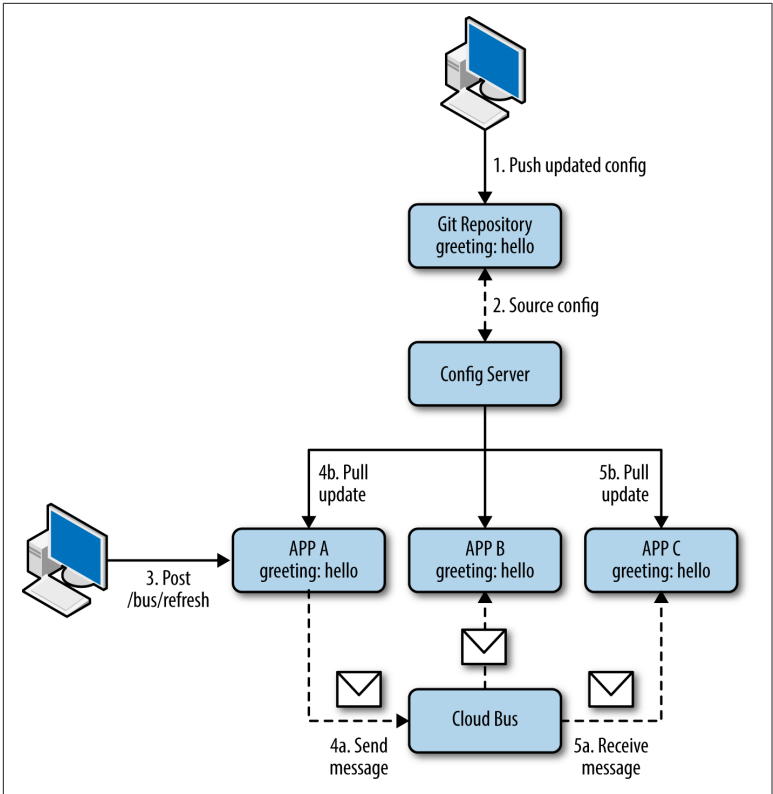 1. Push updated config
Git Repository
greeting: hello
2. Source config
Config Server
4b. Pull
update
5b. Pull
update
APP A
greeting: hello
APP B
greeting: hello
APP C
greeting: hello
3. Post
/bus/refresh
Cloud Bus
4a. Send
message
5a. Receive
message